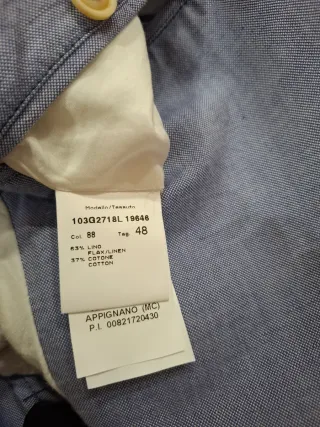 Modello/Tessuto
103G2718L 19646
Col. 88 Tag. 48
63% LINO
FLAX/LINEN
37% COTONE
COTTON
APPIGNANO (MC)
P.I. 00821720430